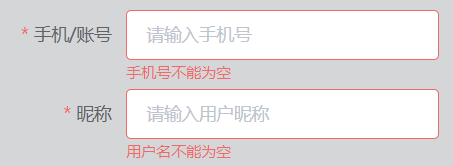 * 手机/账号 请输入手机号
手机号不能为空
* 昵称 请输入用户昵称
用户名不能为空